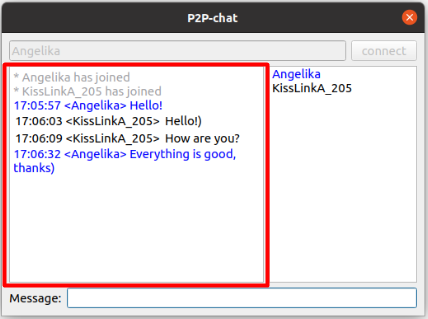 P2P-chat
Angelika
connect
* Angelika has joined
* KissLinkA_205 has joined
17:05:57 <Angelika> Hello!
17:06:03 <KissLinkA_205> Hello!)
17:06:09 <KissLinkA_205> How are you?
17:06:32 <Angelika> Everything is good,
thanks)
Angelika
KissLinkA_205
Message: